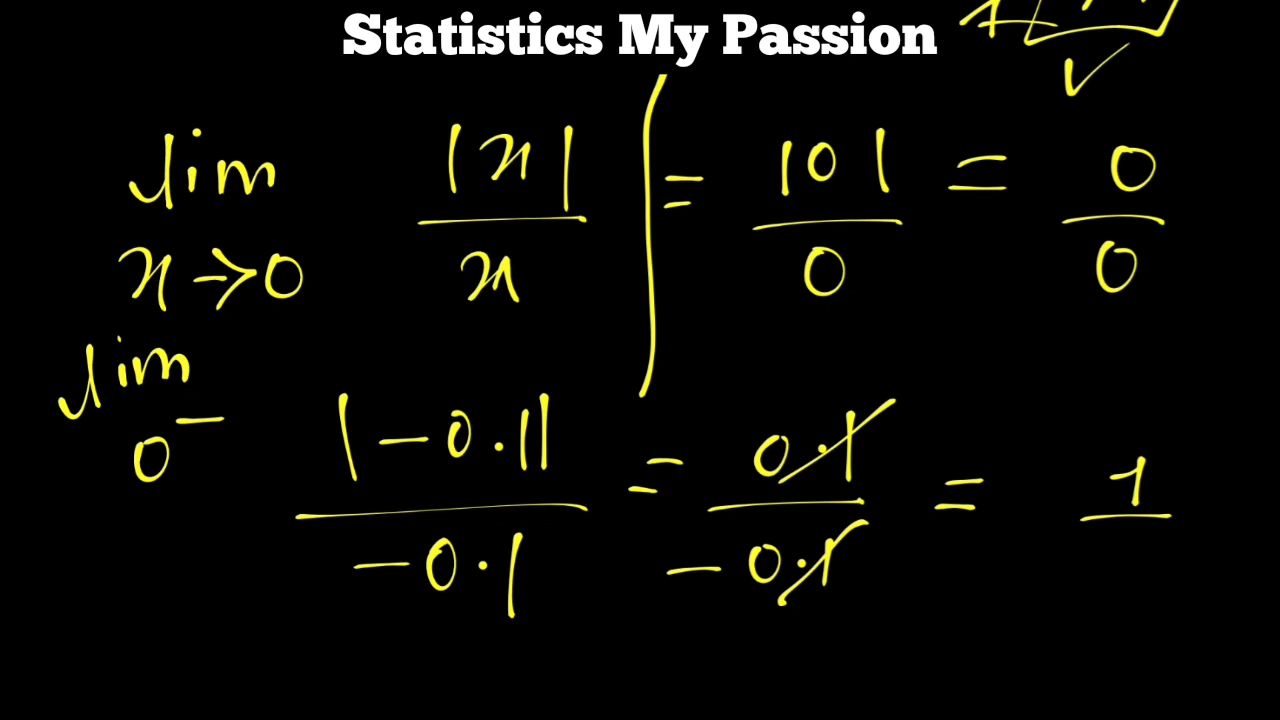 Statistics My Passion
lim |x| / x = |0| / 0 = 0 / 0
x→0
lim
0⁻ |-0.1| / -0.1 = 0.1 / -0.1 = 1